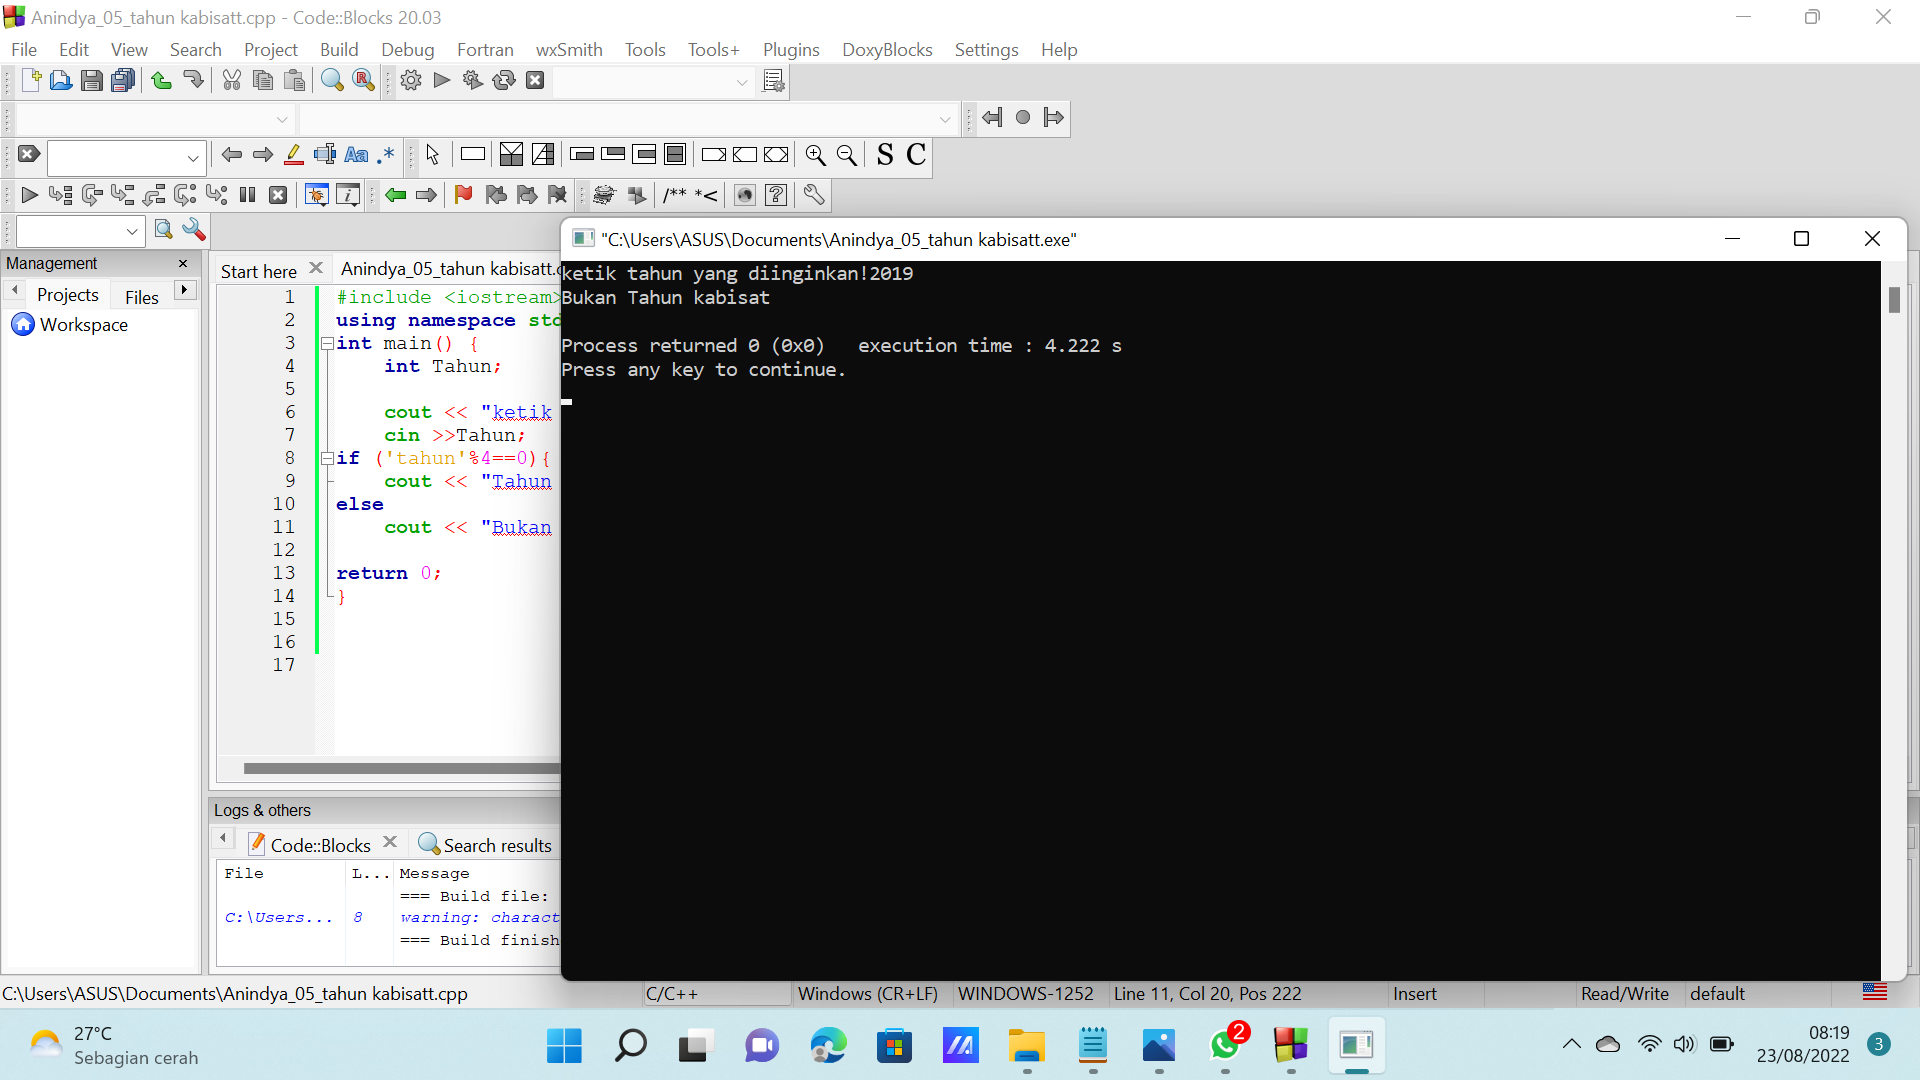 Anindya_05_tahun kabisatt.cpp - Code::Blocks 20.03
File Edit View Search Project Build Debug Fortran wxSmith Tools Tools+ Plugins DoxyBlocks Settings Help
S C
/** *<
Management
Projects Files
Workspace
Start here Anindya_05_tahun kabisatt.c
1 #include <iostream>
2 using namespace std
3 int main() {
4 int Tahun;
5
6 cout << "ketik
7 cin >>Tahun;
8 if ('tahun'%4==0){
9 cout << "Tahun
10 else
11 cout << "Bukan
12
13 return 0;
14 }
15
16
17
"C:\Users\ASUS\Documents\Anindya_05_tahun kabisatt.exe"
ketik tahun yang diinginkan!2019
Bukan Tahun kabisat
Process returned 0 (0x0) execution time : 4.222 s
Press any key to continue.
Logs & others
Code::Blocks Search results
File L... Message
=== Build file:
C:\Users... 8 warning: charact
=== Build finish
C:\Users\ASUS\Documents\Anindya_05_tahun kabisatt.cpp C/C++ Windows (CR+LF) WINDOWS-1252 Line 11, Col 20, Pos 222 Insert Read/Write default
27°C
Sebagian cerah
2
08:19
23/08/2022
3